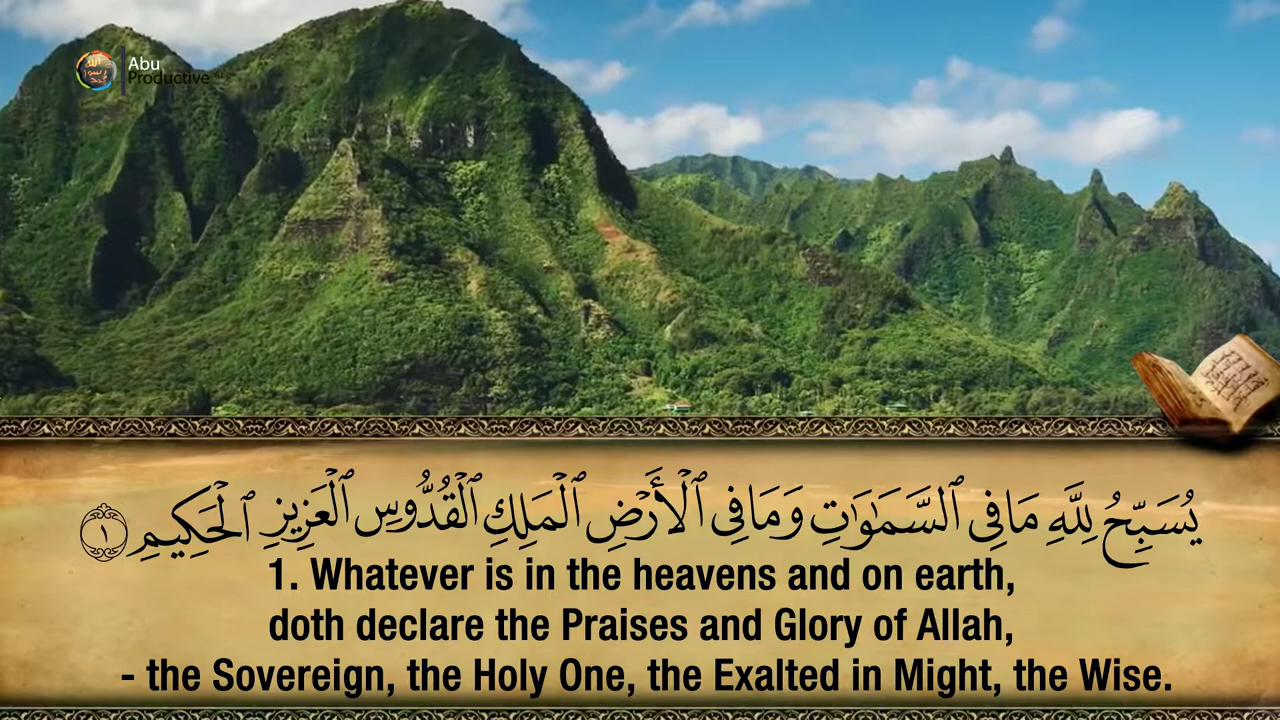 Abu
Productive
يُسَبِّحُ لِلَّهِ مَا فِى ٱلسَّمَـٰوَٰتِ وَمَا فِى ٱلْأَرْضِ ٱلْمَلِكِ ٱلْقُدُّوسِ ٱلْعَزِيزِ ٱلْحَكِيمِ ١
1. Whatever is in the heavens and on earth,
doth declare the Praises and Glory of Allah,
- the Sovereign, the Holy One, the Exalted in Might, the Wise.